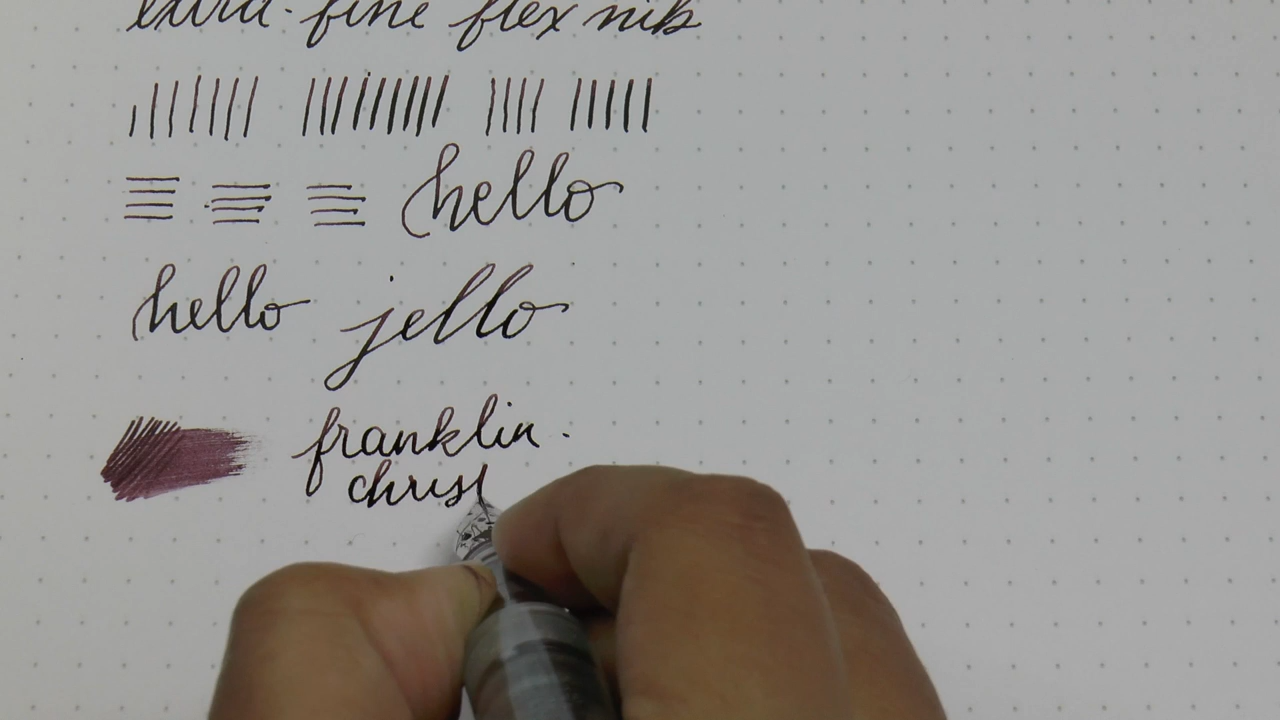 extra-fine flex nib
hello
hello jello
franklin.
christ